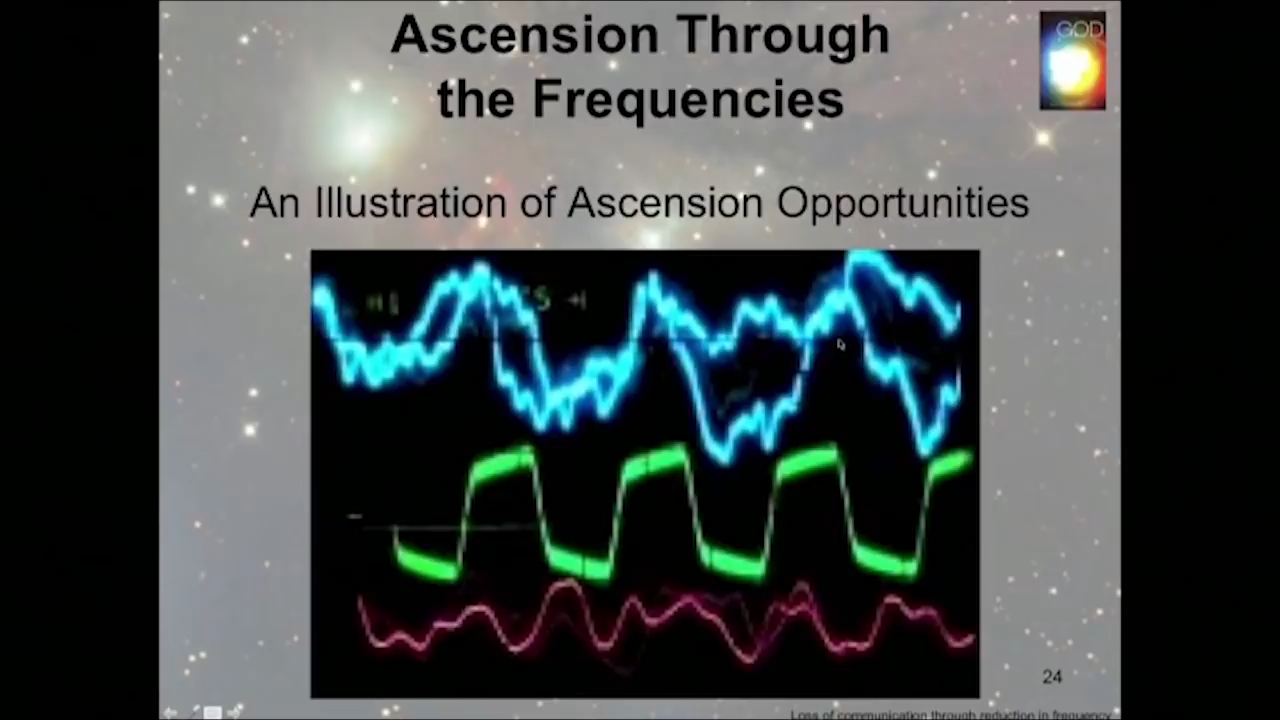 Ascension Through
the Frequencies
GOD
An Illustration of Ascension Opportunities
24
Loss of communication through reduction in frequency